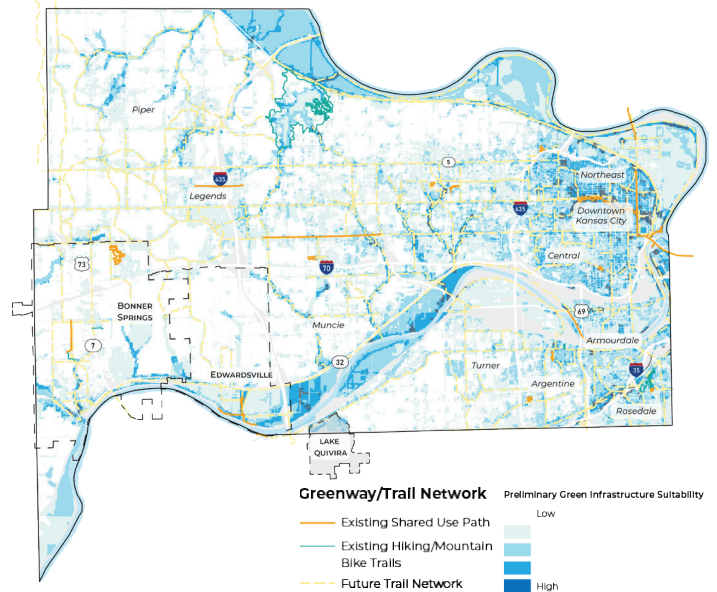 Piper
5
Northeast
435
Legends
635
Downtown
Kansas City
73
70
Central
BONNER
SPRINGS
69
Muncie
7
32
Armourdale
EDWARDSVILLE
Turner
35
Argentine
Rosedale
LAKE
QUIVIRA
Greenway/Trail Network
Existing Shared Use Path
Existing Hiking/Mountain
Bike Trails
Future Trail Network
Preliminary Green Infrastructure Suitability
Low
High